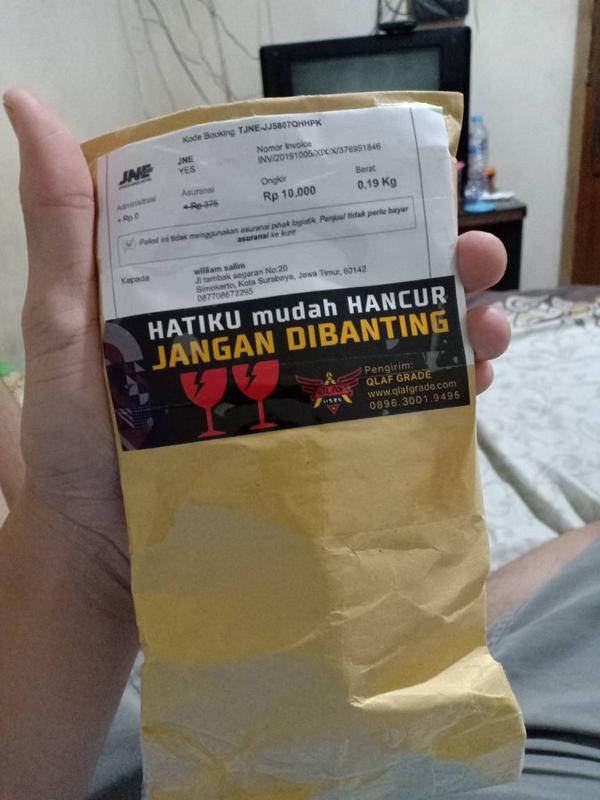 Kode Booking TJNE-JJ5807QHHPK
JNE
JNE
YES
Nomor Invoice
INV/20191005/XIX/X/376951846
Administrasi
+ Rp 0
Asuransi
+ Rp 375
Ongkir
Rp 10.000
Berat
0,19 Kg
Paket ini tidak menggunakan asuransi pihak logistik. Penjual tidak perlu bayar
asuransi ke kurir
Kepada
william salim
Jl tambak segaran No:20
Simokerto, Kota Surabaya, Jawa Timur, 60142
087708672295
HATIKU mudah HANCUR
JANGAN DIBANTING
QLAF
Pengirim:
QLAF GRADE
www.qlafgrade.com
0896.3001.9495